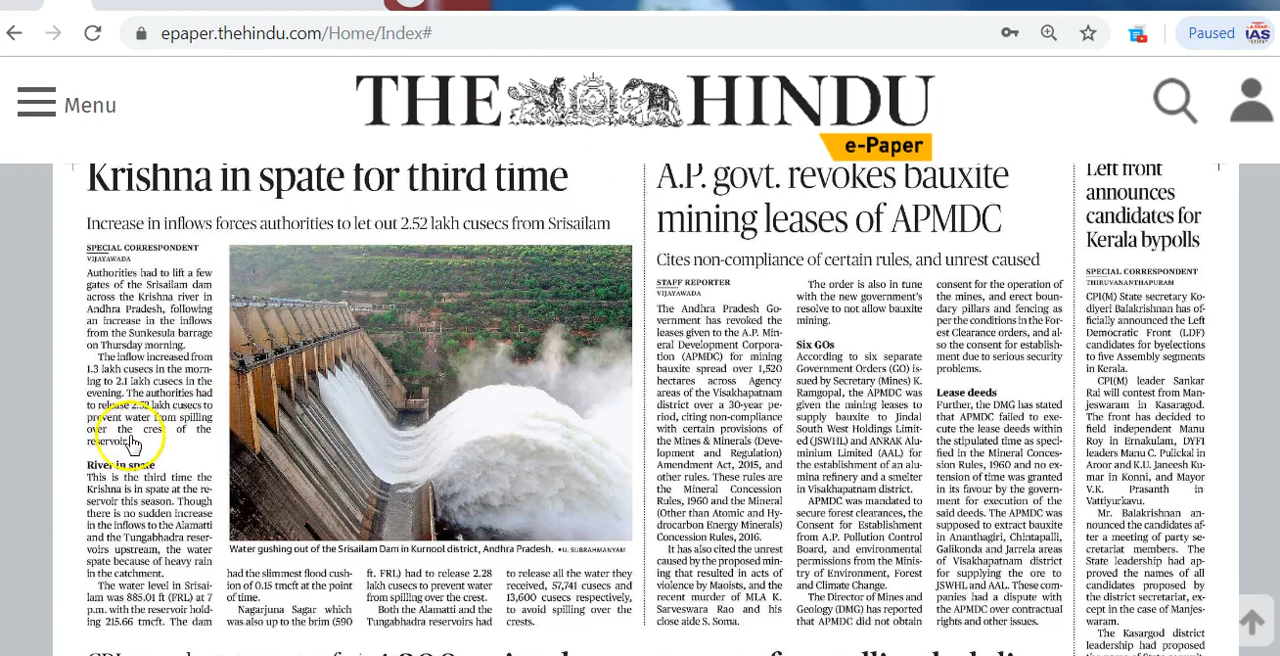 epaper.thehindu.com/Home/Index#
Paused
IAS
Menu
THE HINDU
e-Paper
Krishna in spate for third time
Increase in inflows forces authorities to let out 2.52 lakh cusecs from Srisailam
SPECIAL CORRESPONDENT
VIJAYAWADA
Authorities had to lift a few
gates of the Srisailam dam
across the Krishna river in
Andhra Pradesh, following
an increase in the inflows
from the Sunkesula barrage
on Thursday morning.
The inflow increased from
1.3 lakh cusecs in the morn-
ing to 2.1 lakh cusecs in the
evening. The authorities had
to release 2.52 lakh cusecs to
prevent water from spilling
over the crest of the
reservoir.
River in spate
This is the third time the
Krishna is in spate at the re-
servoir this season. Though
there is no sudden increase
in the inflows to the Alamatti
and the Tungabhadra reser-
voirs upstream, the water
spate because of heavy rain
in the catchment.
The water level in Srisai-
lam was 885.01 ft (FRL) at 7
p.m. with the reservoir hold-
ing 215.66 tmcft. The dam
Water gushing out of the Srisailam Dam in Kurnool district, Andhra Pradesh. •U. SUBRAHMANYAM
had the slimmest flood cush-
ion of 0.15 tmcft at the point
of time.
Nagarjuna Sagar which
was also up to the brim (590
ft. FRL) had to release 2.28
lakh cusecs to prevent water
from spilling over the crest.
Both the Alamatti and the
Tungabhadra reservoirs had
to release all the water they
received, 57,741 cusecs and
13,600 cusecs respectively,
to avoid spilling over the
crests.
A.P. govt. revokes bauxite
mining leases of APMDC
Cites non-compliance of certain rules, and unrest caused
STAFF REPORTER
VIJAYAWADA
The Andhra Pradesh Go-
vernment has revoked the
leases given to the A.P. Min-
eral Development Corpora-
tion (APMDC) for mining
bauxite spread over 1,520
hectares across Agency
areas of the Visakhapatnam
district over a 30-year pe-
riod, citing non-compliance
with certain provisions of
the Mines & Minerals (Deve-
lopment and Regulation)
Amendment Act, 2015, and
other rules. These rules are
the Mineral Concession
Rules, 1960 and the Mineral
(Other than Atomic and Hy-
drocarbon Energy Minerals)
Concession Rules, 2016.
It has also cited the unrest
caused by the proposed min-
ing that resulted in acts of
violence by Maoists, and the
recent murder of MLA K.
Sarveswara Rao and his
close aide S. Soma.
The order is also in tune
with the new government's
resolve to not allow bauxite
mining.
Six GOs
According to six separate
Government Orders (GO) is-
sued by Secretary (Mines) K.
Ramgopal, the APMDC was
given the mining leases to
supply bauxite to Jindal
South West Holdings Limit-
ed (JSWHL) and ANRAK Alu-
minium Limited (AAL) for
the establishment of an alu-
mina refinery and a smelter
in Visakhapatnam district.
APMDC was mandated to
secure forest clearances, the
Consent for Establishment
from A.P. Pollution Control
Board, and environmental
permissions from the Minis-
try of Environment, Forest
and Climate Change.
The Director of Mines and
Geology (DMG) has reported
that APMDC did not obtain
consent for the operation of
the mines, and erect boun-
dary pillars and fencing as
per the conditions in the For-
est Clearance orders, and al-
so the consent for establish-
ment due to serious security
problems.
Lease deeds
Further, the DMG has stated
that APMDC failed to exe-
cute the lease deeds within
the stipulated time as speci-
fied in the Mineral Conces-
sion Rules, 1960 and no ex-
tension of time was granted
in its favour by the govern-
ment for execution of the
said deeds. The APMDC was
supposed to extract bauxite
in Ananthagiri, Chintapalli,
Galikonda and Jarrela areas
of Visakhapatnam district
for supplying the ore to
JSWHL and AAL. These com-
panies had a dispute with
the APMDC over contractual
rights and other issues.
Left front
announces
candidates for
Kerala bypolls
SPECIAL CORRESPONDENT
THIRUVANANTHAPURAM
CPI(M) State secretary Ko-
diyeri Balakrishnan has of-
ficially announced the Left
Democratic Front (LDF)
candidates for byelections
to five Assembly segments
in Kerala.
CPI(M) leader Sankar
Rai will contest from Man-
jeswaram in Kasaragod.
The front has decided to
field independent Manu
Roy in Ernakulam, DYFI
leaders Manu C. Pulickal in
Aroor and K.U. Janeesh Ku-
mar in Konni, and Mayor
V.K. Prasanth in
Vattiyurkavu.
Mr. Balakrishnan an-
nounced the candidates af-
ter a meeting of party se-
cretariat members. The
State leadership had ap-
proved the names of all
candidates proposed by
the district secretariat, ex-
cept in the case of Manjes-
waram.
The Kasargod district
leadership had proposed